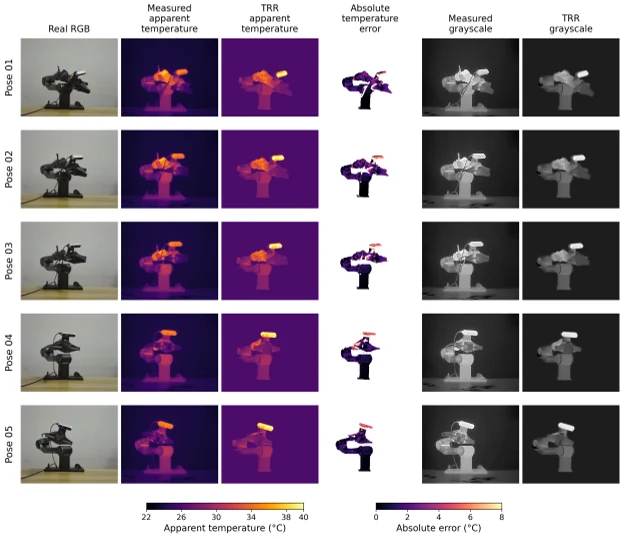 Real RGB
Measured
apparent
temperature
TRR
apparent
temperature
Absolute
temperature
error
Measured
grayscale
TRR
grayscale
Pose 01
Pose 02
Pose 03
Pose 04
Pose 05
22 26 30 34 38 40
Apparent temperature (°C)
0 2 4 6 8
Absolute error (°C)